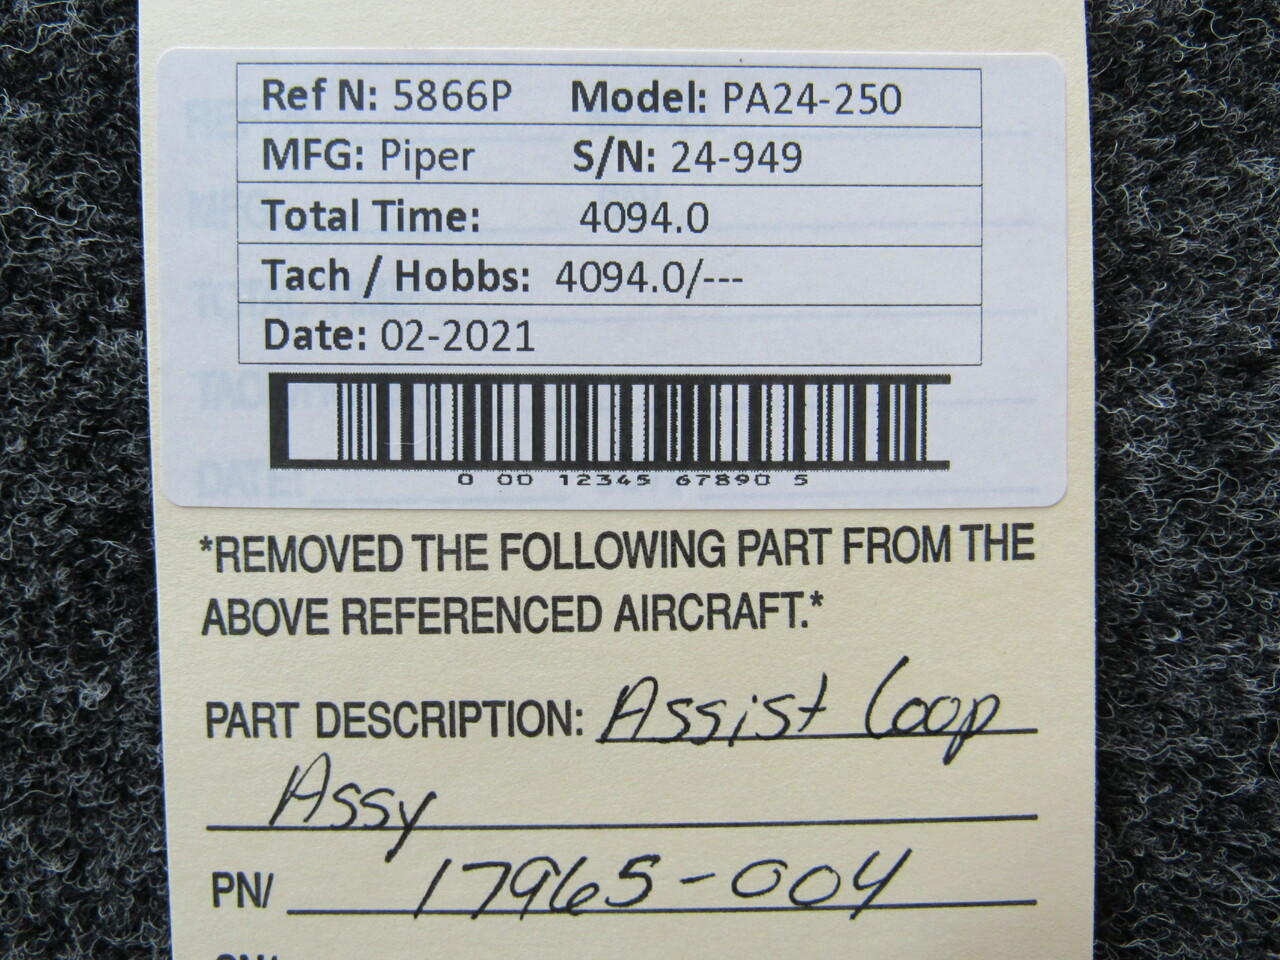 Ref N: 5866P Model: PA24-250
MFG: Piper S/N: 24-949
Total Time: 4094.0
Tach / Hobbs: 4094.0/---
Date: 02-2021
0 00 12345 67890 5
*REMOVED THE FOLLOWING PART FROM THE
ABOVE REFERENCED AIRCRAFT.*
PART DESCRIPTION: Assist Loop
Assy
PN/ 17965-004